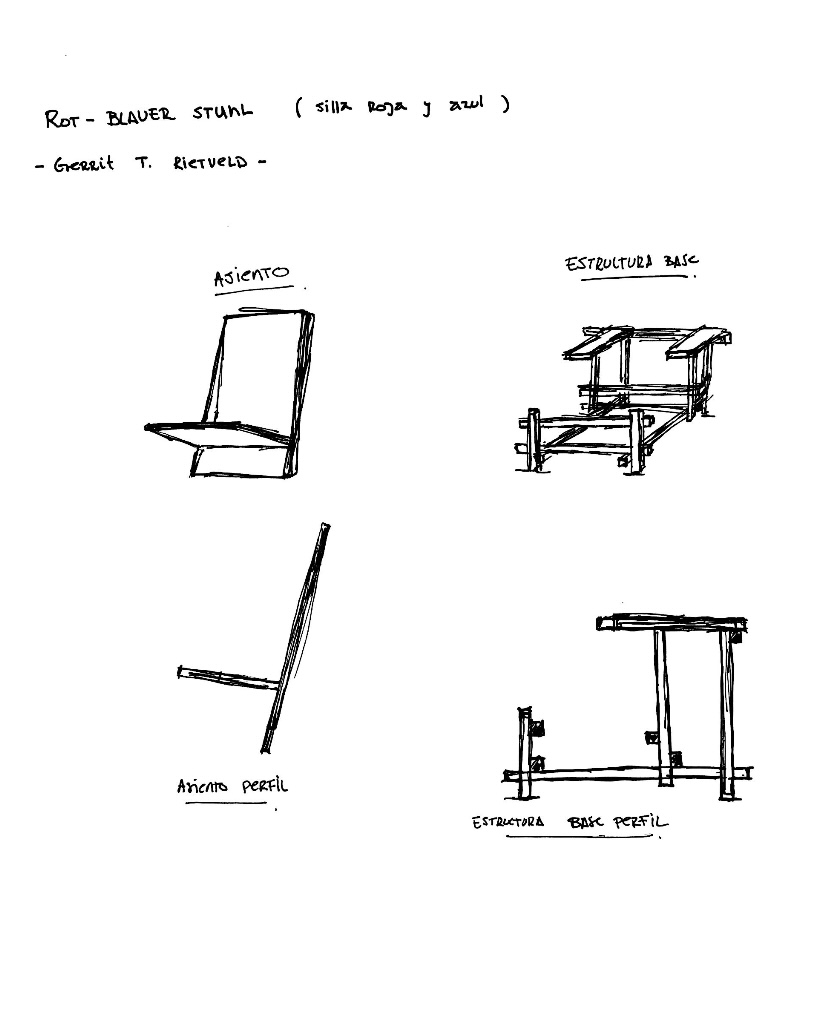 ROT - BLAUER STUHL ( silla Roja y azul )
- Gerrit T. RIETVELD -
ASIENTO
ESTRUCTURA BASE
Asiento PERFIL
ESTRUCTURA BASE PERFIL